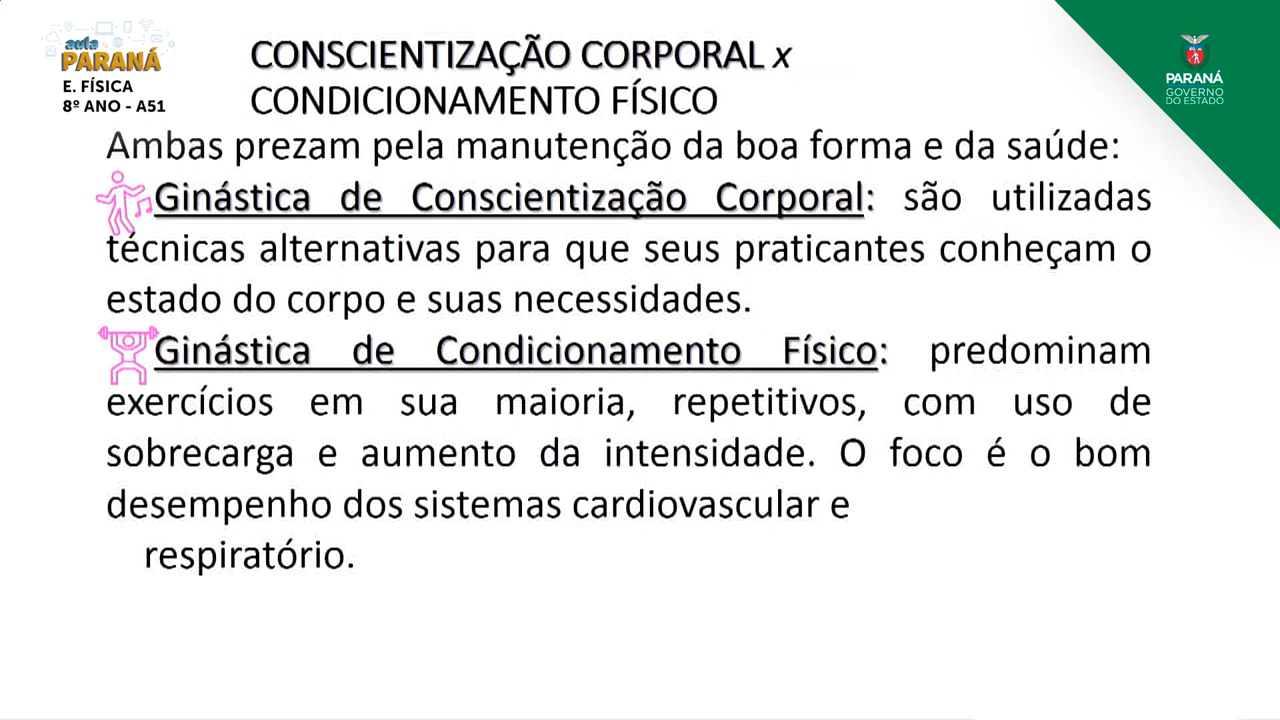 aula
PARANÁ
E. FÍSICA
8º ANO - A51
CONSCIENTIZAÇÃO CORPORAL x
CONDICIONAMENTO FÍSICO
PARANÁ
GOVERNO
DO ESTADO
Ambas prezam pela manutenção da boa forma e da saúde:
Ginástica de Conscientização Corporal: são utilizadas
técnicas alternativas para que seus praticantes conheçam o
estado do corpo e suas necessidades.
Ginástica de Condicionamento Físico: predominam
exercícios em sua maioria, repetitivos, com uso de
sobrecarga e aumento da intensidade. O foco é o bom
desempenho dos sistemas cardiovascular e
respiratório.